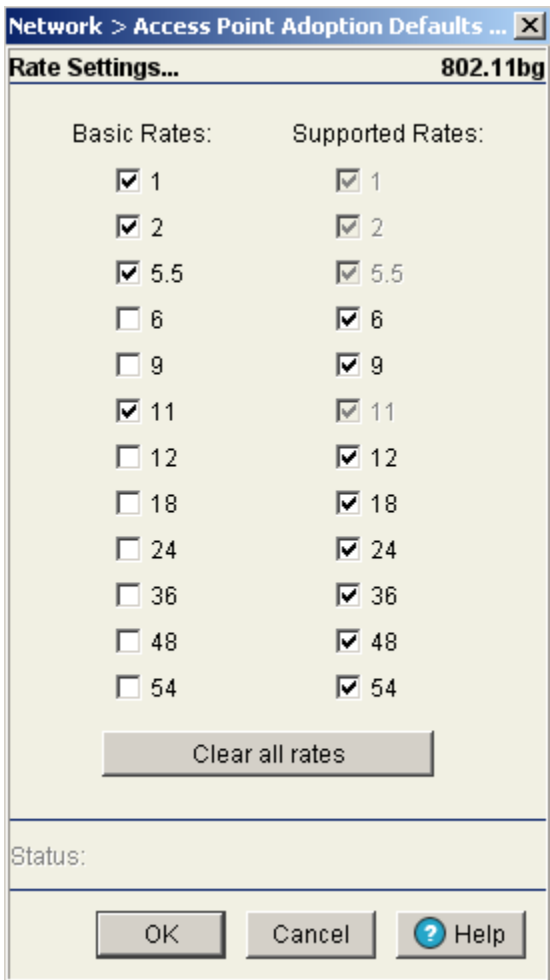 Network > Access Point Adoption Defaults ...
Rate Settings... 802.11bg
Basic Rates: Supported Rates:
1 1
2 2
5.5 5.5
6 6
9 9
11 11
12 12
18 18
24 24
36 36
48 48
54 54
Clear all rates
Status:
OK Cancel ? Help